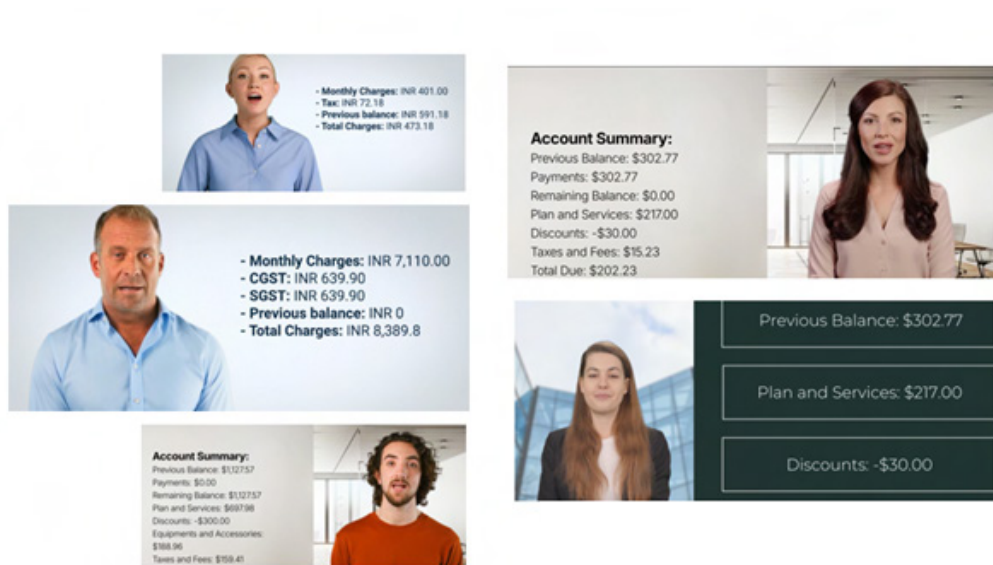 - Monthly Charges: INR 401.00
- Tax: INR 72.18
- Previous balance: INR 591.18
- Total Charges: INR 473.18
- Monthly Charges: INR 7,110.00
- CGST: INR 639.90
- SGST: INR 639.90
- Previous balance: INR 0
- Total Charges: INR 8,389.8
Account Summary:
Previous Balance: $1,127.57
Payments: $0.00
Remaining Balance: $1,127.57
Plan and Services: $697.98
Discounts: -$300.00
Equipments and Accessories:
$188.96
Taxes and Fees: $159.41
Account Summary:
Previous Balance: $302.77
Payments: $302.77
Remaining Balance: $0.00
Plan and Services: $217.00
Discounts: -$30.00
Taxes and Fees: $15.23
Total Due: $202.23
Previous Balance: $302.77
Plan and Services: $217.00
Discounts: -$30.00